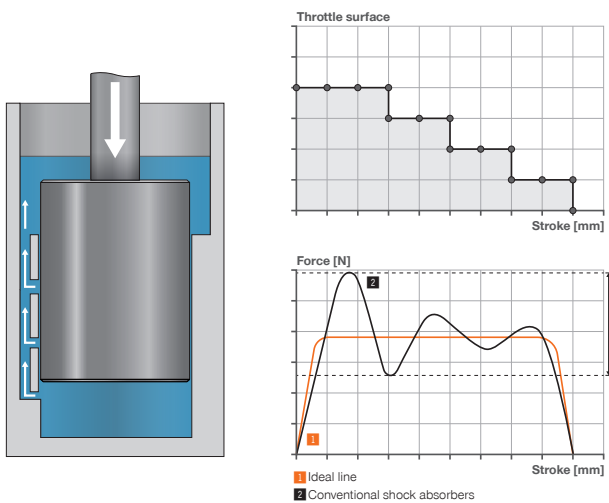 Throttle surface
Stroke [mm]
Force [N]
2
1
Stroke [mm]
1 Ideal line
2 Conventional shock absorbers